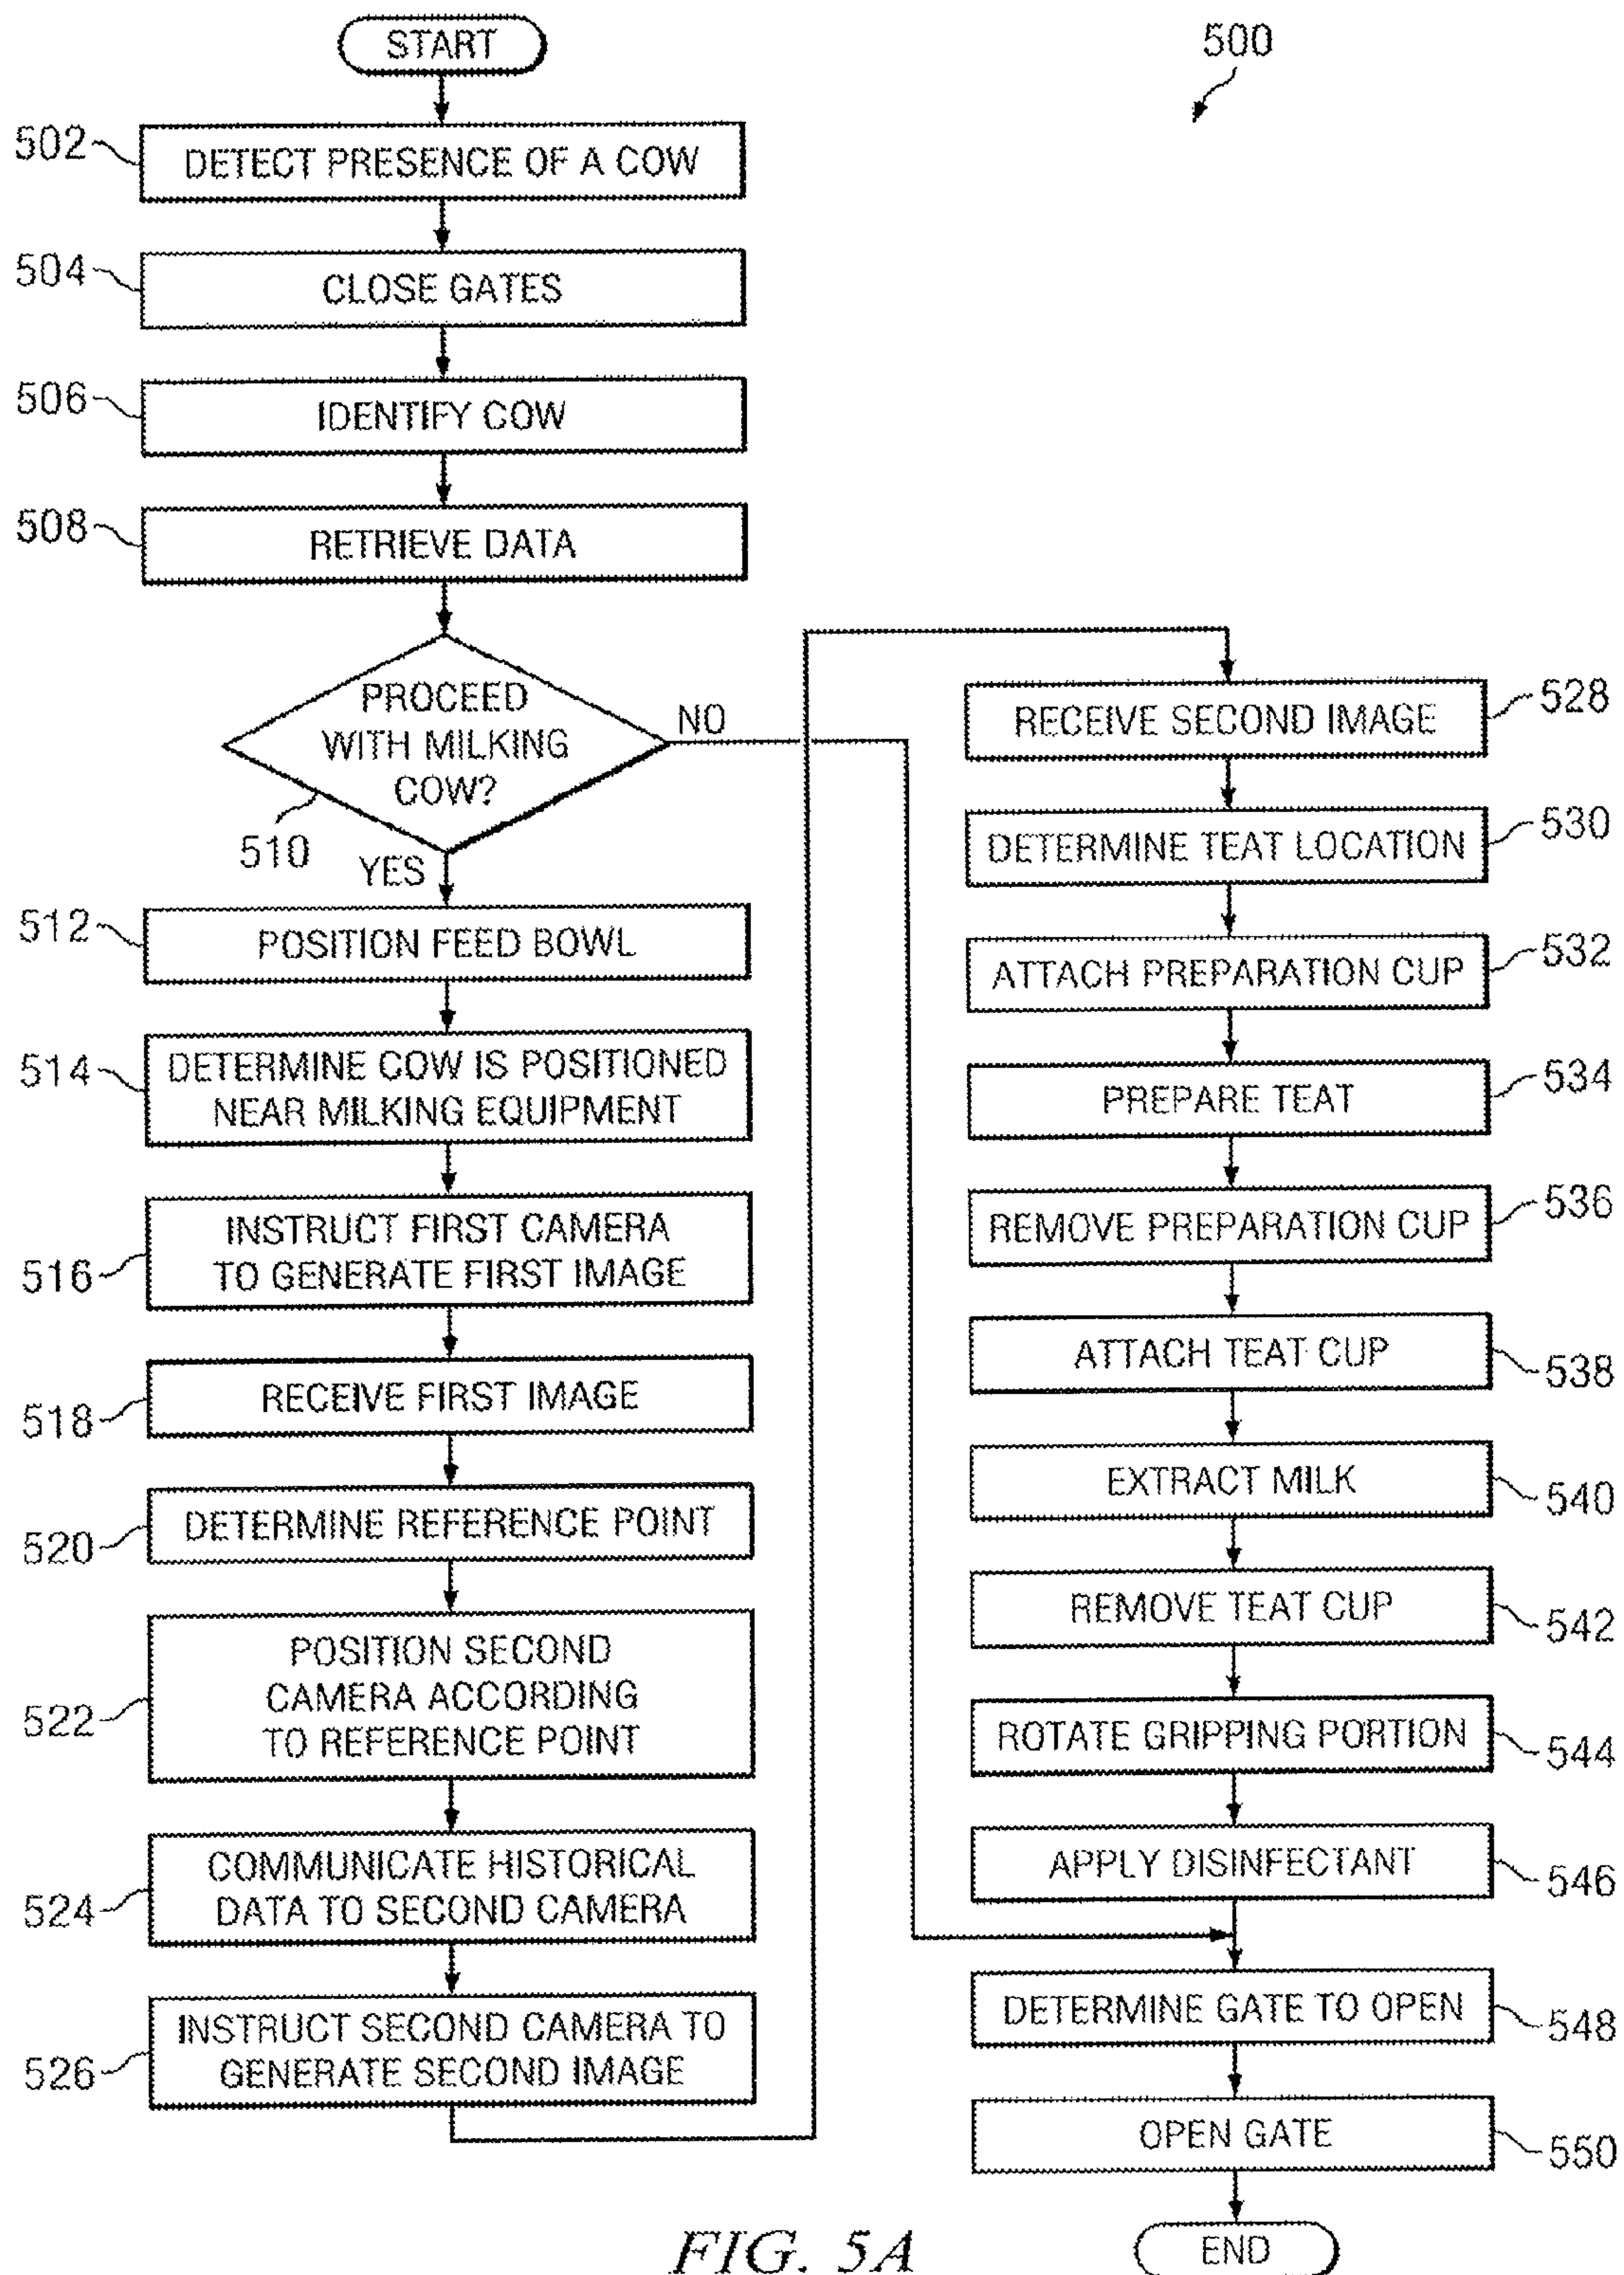 START
500
502
DETECT PRESENCE OF A COW
504
CLOSE GATES
506
IDENTIFY COW
508
RETRIEVE DATA
PROCEED
WITH MILKING
COW?
NO
510
YES
512
POSITION FEED BOWL
514
DETERMINE COW IS POSITIONED
NEAR MILKING EQUIPMENT
516
INSTRUCT FIRST CAMERA
TO GENERATE FIRST IMAGE
518
RECEIVE FIRST IMAGE
520
DETERMINE REFERENCE POINT
522
POSITION SECOND
CAMERA ACCORDING
TO REFERENCE POINT
524
COMMUNICATE HISTORICAL
DATA TO SECOND CAMERA
526
INSTRUCT SECOND CAMERA TO
GENERATE SECOND IMAGE
RECEIVE SECOND IMAGE
528
DETERMINE TEAT LOCATION
530
ATTACH PREPARATION CUP
532
PREPARE TEAT
534
REMOVE PREPARATION CUP
536
ATTACH TEAT CUP
538
EXTRACT MILK
540
REMOVE TEAT CUP
542
ROTATE GRIPPING PORTION
544
APPLY DISINFECTANT
546
DETERMINE GATE TO OPEN
548
OPEN GATE
550
END
FIG. 5A